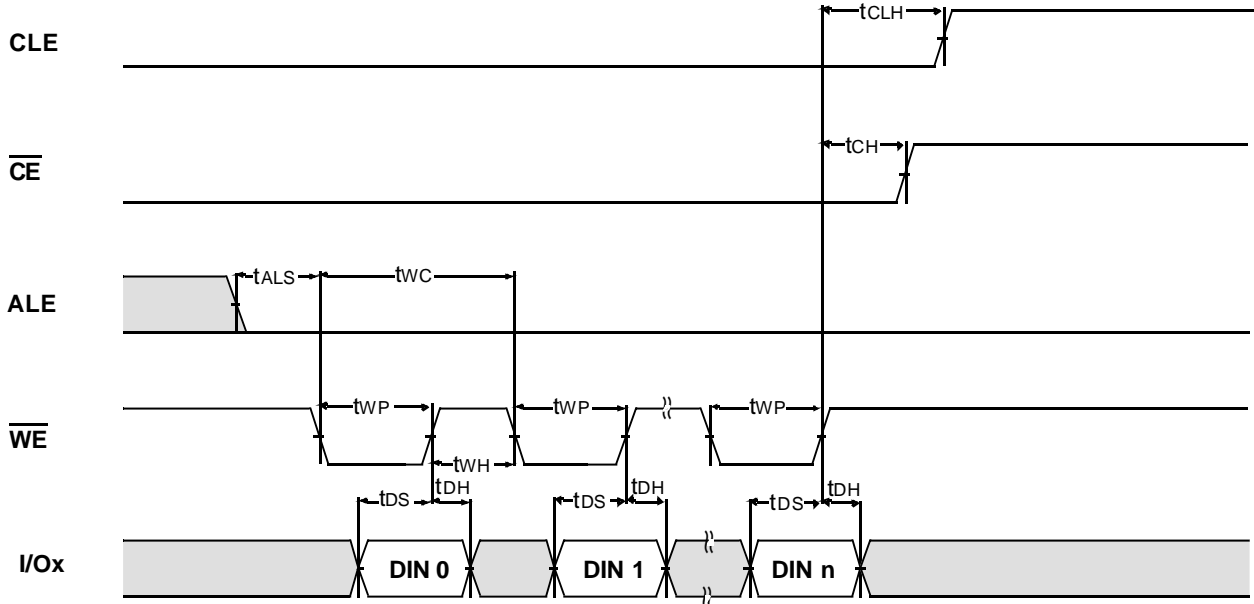 tCLH
CLE
tCH
CE
tALS
tWC
ALE
tWP
tWP
tWP
WE
tWH
tDS
tDH
tDS
tDH
tDS
tDH
I/Ox
DIN 0
DIN 1
DIN n